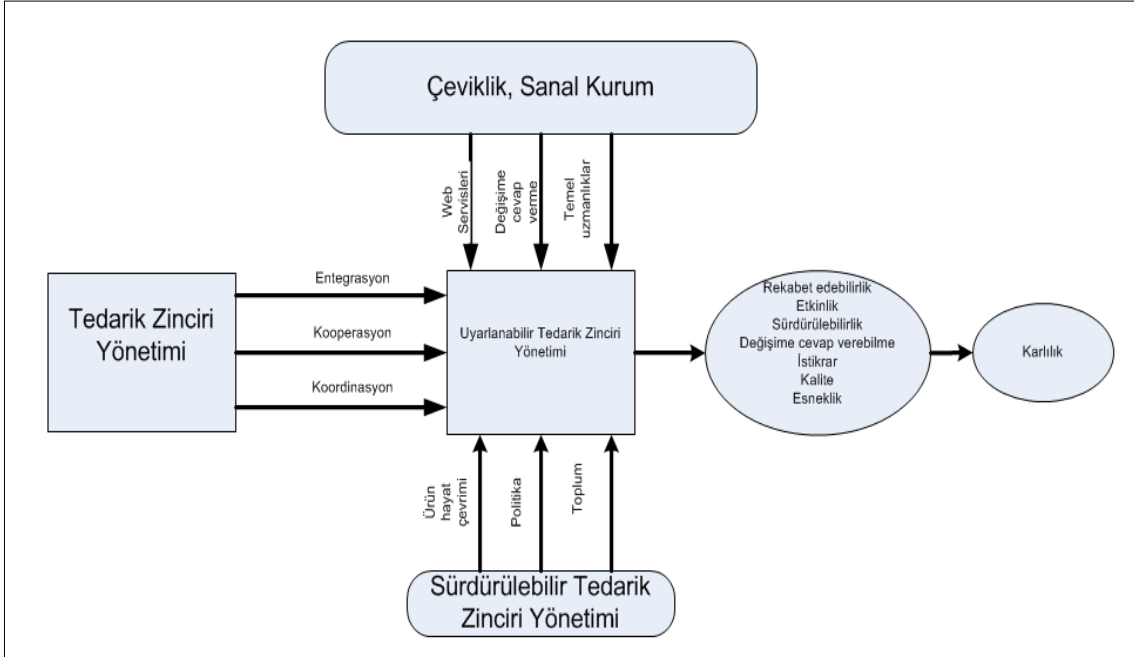 Çeviklik, Sanal Kurum
Web
Servisleri
Değişime
cevap
verme
Temel
uzmanlıklar
Tedarik Zinciri
Yönetimi
Entegrasyon
Kooperasyon
Koordinasyon
Uyarlanabilir Tedarik Zinciri
Yönetimi
Rekabet edebilirlik
Etkinlik
Sürdürülebilirlik
Değişime cevap verebilme
İstikrar
Kalite
Esneklik
Karlılık
Ürün
hayat
çevrimi
Politika
Toplum
Sürdürülebilir Tedarik
Zinciri Yönetimi